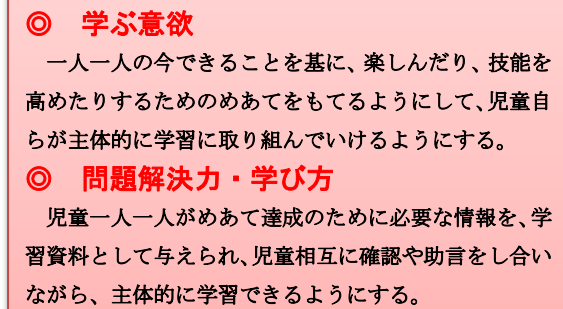 ◎　学ぶ意欲
　一人一人の今できることを基に、楽しんだり、技能を
高めたりするためのめあてをもてるようにして、児童自
らが主体的に学習に取り組んでいけるようにする。
◎　問題解決力・学び方
　児童一人一人がめあて達成のために必要な情報を、学
習資料として与えられ、児童相互に確認や助言をし合い
ながら、主体的に学習できるようにする。